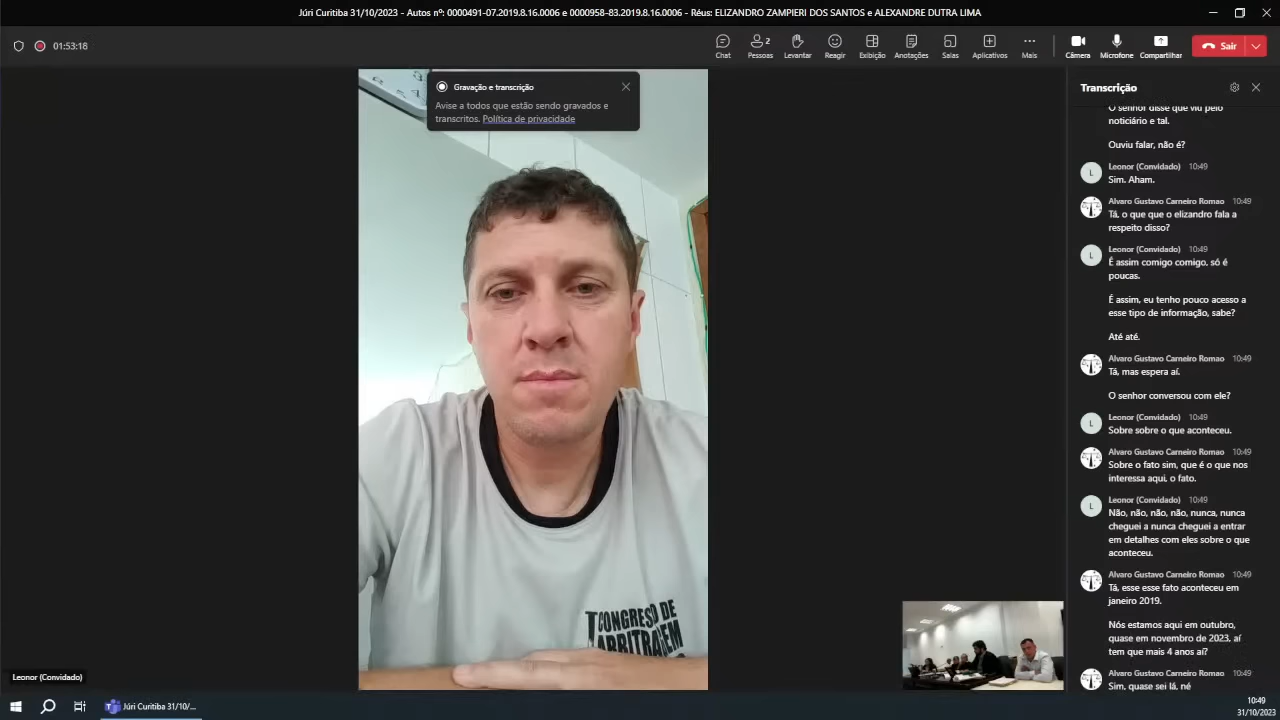 Júri Curitiba 31/10/2023 - Autos nº: 0000491-07.2019.8.16.0006 e 0000958-83.2019.8.16.0006 - Réus: ELIZANDRO ZAMPIERI DOS SANTOS e ALEXANDRE DUTRA LIMA
01:53:18
Chat
Pessoas
2
Levantar
Reagir
Exibição
Anotações
Salas
Aplicativos
Mais
Câmera
Microfone
Compartilhar
Sair
Gravação e transcrição
Avise a todos que estão sendo gravados e
transcritos. Política de privacidade
CONGRESO DE
ARBITRAGEM
Leonor (Convidado)
Transcrição
O senhor disse que viu pelo
noticiário e tal.
Ouviu falar, não é?
L
Leonor (Convidado) 10:49
Sim. Aham.
Alvaro Gustavo Carneiro Romao 10:49
Tá, o que que o elizandro fala a
respeito disso?
L
Leonor (Convidado) 10:49
É assim comigo comigo, só é
poucas.
É assim, eu tenho pouco acesso a
esse tipo de informação, sabe?
Até até.
Alvaro Gustavo Carneiro Romao 10:49
Tá, mas espera aí.
O senhor conversou com ele?
L
Leonor (Convidado) 10:49
Sobre sobre o que aconteceu.
Alvaro Gustavo Carneiro Romao 10:49
Sobre o fato sim, que é o que nos
interessa aqui, o fato.
L
Leonor (Convidado) 10:49
Não, não, não, não, nunca, nunca
cheguei a nunca cheguei a entrar
em detalhes com eles sobre o que
aconteceu.
Alvaro Gustavo Carneiro Romao 10:49
Tá, esse esse fato aconteceu em
janeiro 2019.
Nós estamos aqui em outubro,
quase em novembro de 2023, aí
tem que mais 4 anos aí?
Alvaro Gustavo Carneiro Romao 10:49
Sim, quase sei lá, né
Júri Curitiba 31/10/...
10:49
31/10/2023